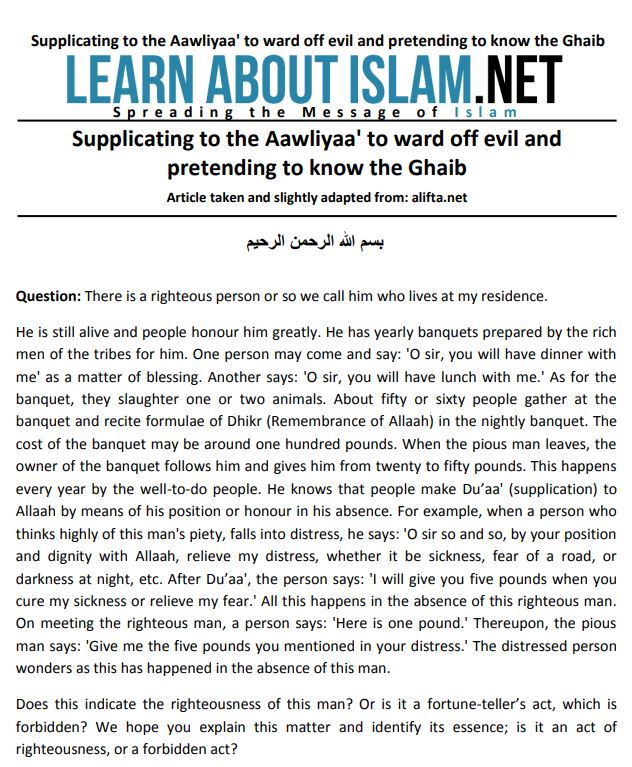 Supplicating to the Aawliyaa' to ward off evil and pretending to know the Ghaib
LEARN ABOUT ISLAM.NET
Spreading the Message of Islam
Supplicating to the Aawliyaa' to ward off evil and
pretending to know the Ghaib
Article taken and slightly adapted from: alifta.net
بسم الله الرحمن الرحيم
Question: There is a righteous person or so we call him who lives at my residence.
He is still alive and people honour him greatly. He has yearly banquets prepared by the rich
men of the tribes for him. One person may come and say: 'O sir, you will have dinner with
me' as a matter of blessing. Another says: 'O sir, you will have lunch with me.' As for the
banquet, they slaughter one or two animals. About fifty or sixty people gather at the
banquet and recite formulae of Dhikr (Remembrance of Allaah) in the nightly banquet. The
cost of the banquet may be around one hundred pounds. When the pious man leaves, the
owner of the banquet follows him and gives him from twenty to fifty pounds. This happens
every year by the well-to-do people. He knows that people make Du’aa' (supplication) to
Allaah by means of his position or honour in his absence. For example, when a person who
thinks highly of this man's piety, falls into distress, he says: 'O sir so and so, by your position
and dignity with Allaah, relieve my distress, whether it be sickness, fear of a road, or
darkness at night, etc. After Du’aa', the person says: 'I will give you five pounds when you
cure my sickness or relieve my fear.' All this happens in the absence of this righteous man.
On meeting the righteous man, a person says: 'Here is one pound.' Thereupon, the pious
man says: 'Give me the five pounds you mentioned in your distress.' The distressed person
wonders as this has happened in the absence of this man.
Does this indicate the righteousness of this man? Or is it a fortune-teller’s act, which is
forbidden? We hope you explain this matter and identify its essence; is it an act of
righteousness, or a forbidden act?